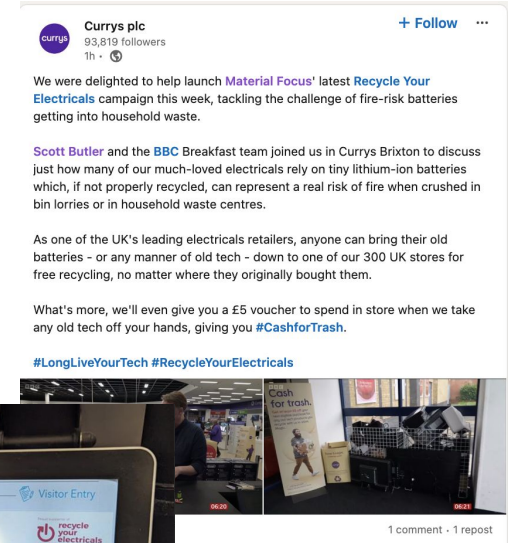 currys
Currys plc
+ Follow
93,819 followers
1h •
We were delighted to help launch Material Focus' latest Recycle Your
Electricals campaign this week, tackling the challenge of fire-risk batteries
getting into household waste.
Scott Butler and the BBC Breakfast team joined us in Currys Brixton to discuss
just how many of our much-loved electricals rely on tiny lithium-ion batteries
which, if not properly recycled, can represent a real risk of fire when crushed in
bin lorries or in household waste centres.
As one of the UK's leading electricals retailers, anyone can bring their old
batteries - or any manner of old tech - down to one of our 300 UK stores for
free recycling, no matter where they originally bought them.
What's more, we'll even give you a £5 voucher to spend in store when we take
any old tech off your hands, giving you #CashforTrash.
#LongLiveYourTech #RecycleYourElectricals
Cash
for trash.
Visitor Entry
06:20
06:21
recycle
your
electricals
1 comment · 1 repost